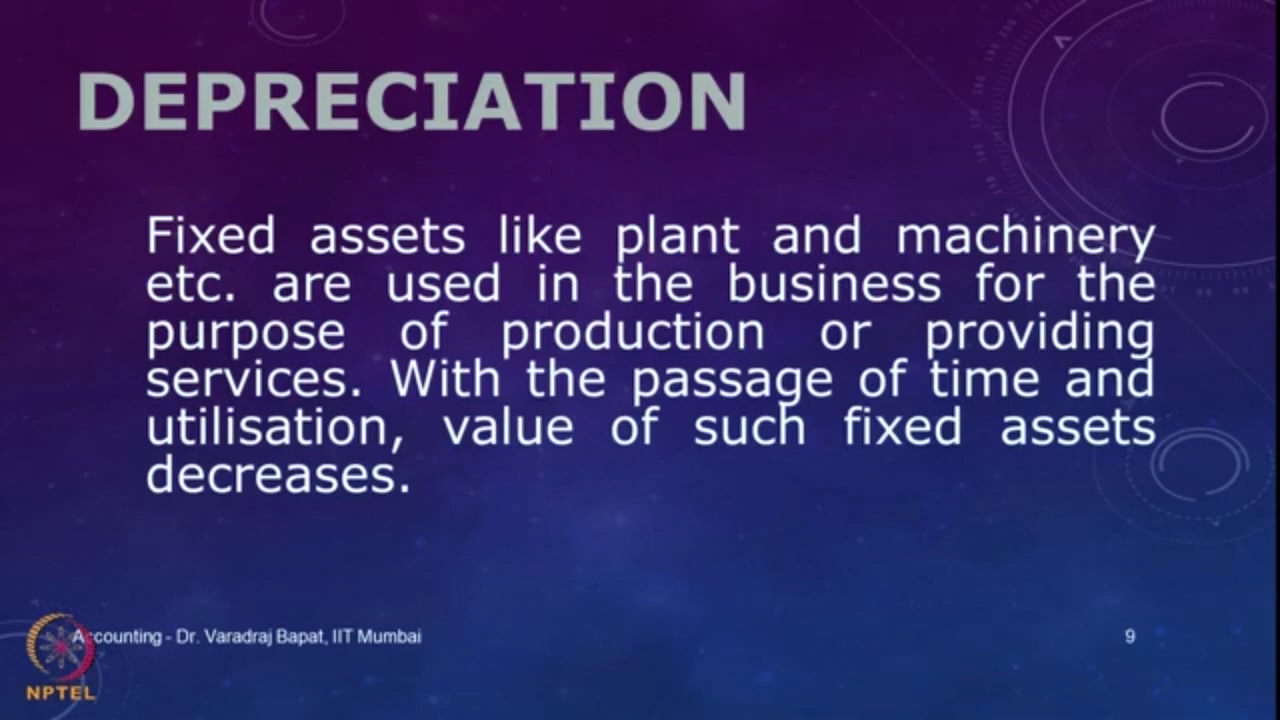 DEPRECIATION
Fixed assets like plant and machinery
etc. are used in the business for the
purpose of production or providing
services. With the passage of time and
utilisation, value of such fixed assets
decreases.
Accounting - Dr. Varadraj Bapat, IIT Mumbai
9
NPTEL